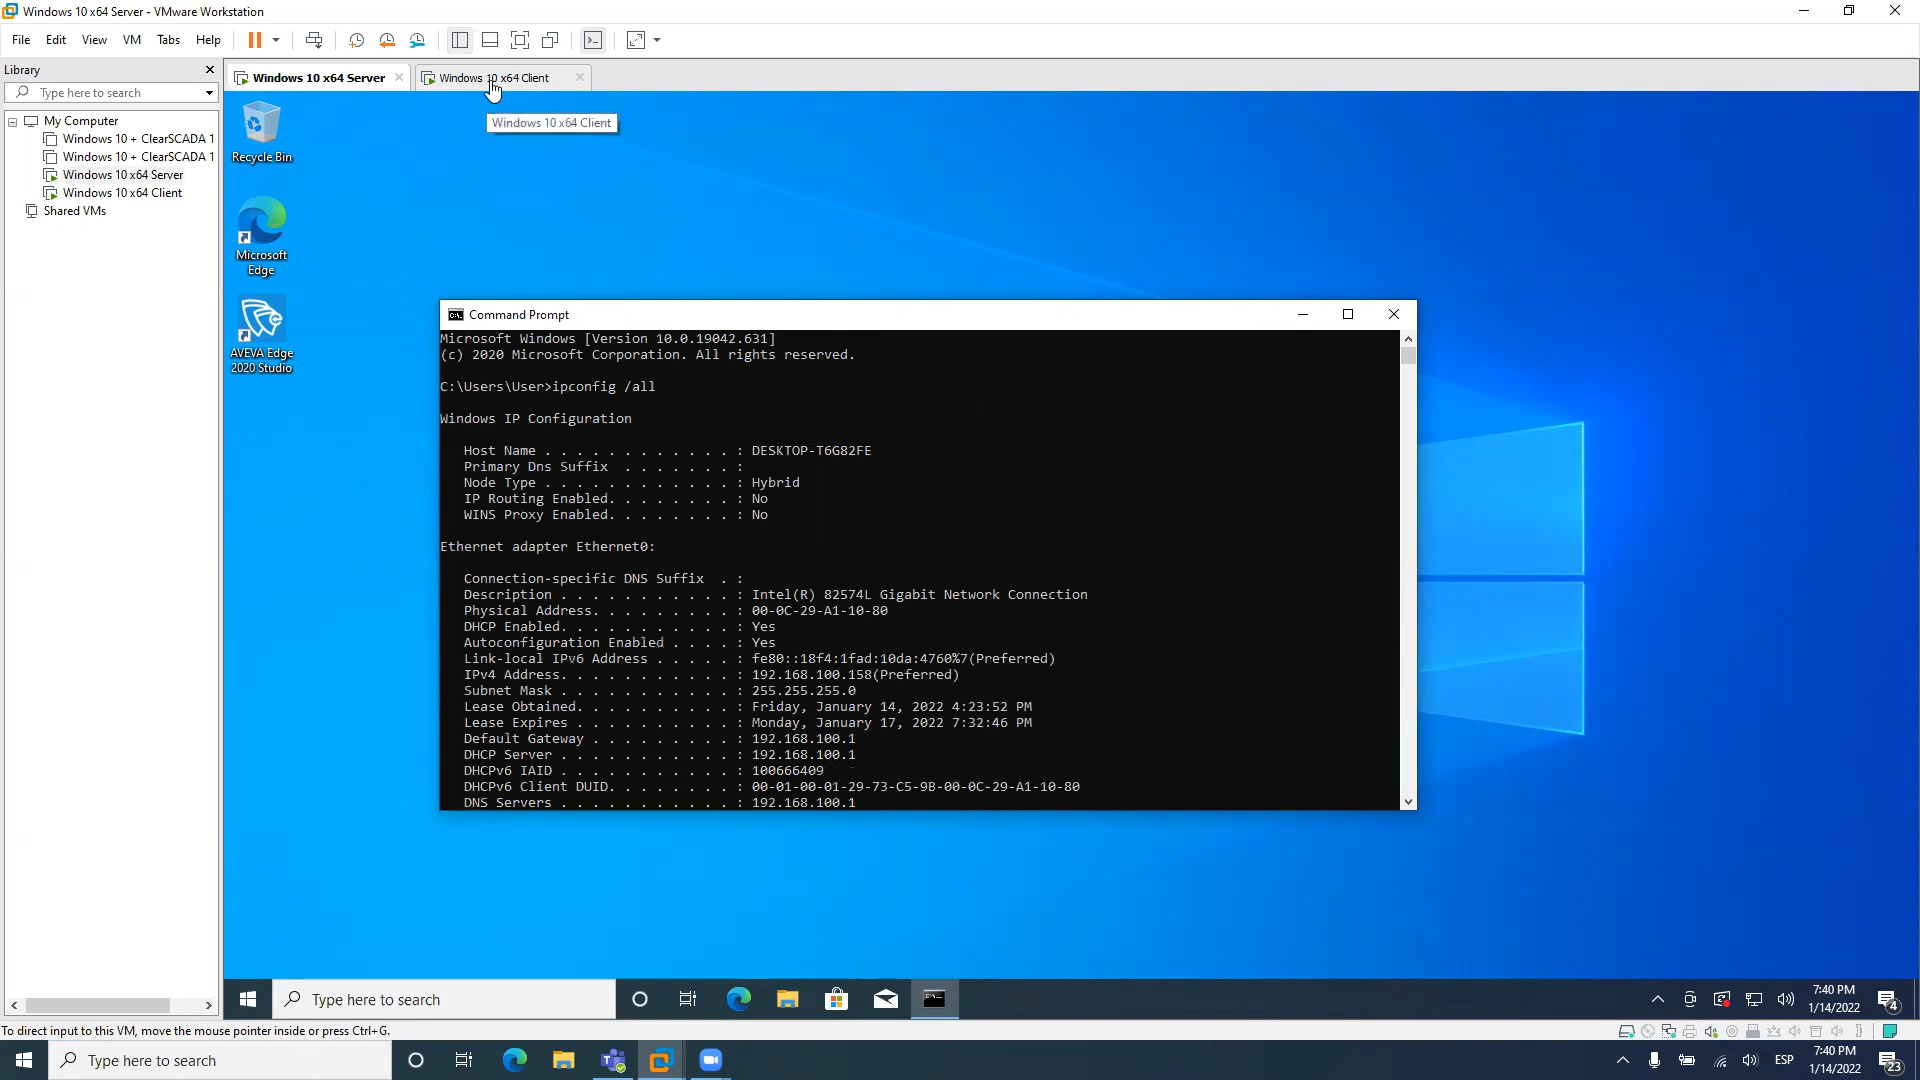 Windows 10 x64 Server - VMware Workstation
File Edit View VM Tabs Help
Library
Type here to search
My Computer
Windows 10 + ClearSCADA 1
Windows 10 + ClearSCADA 1
Windows 10 x64 Server
Windows 10 x64 Client
Shared VMs
Windows 10 x64 Server
Windows 10 x64 Client
Windows 10 x64 Client
Recycle Bin
Microsoft
Edge
AVEVA Edge
2020 Studio
Command Prompt
Microsoft Windows [Version 10.0.19042.631]
(c) 2020 Microsoft Corporation. All rights reserved.
C:\Users\User>ipconfig /all
Windows IP Configuration
Host Name . . . . . . . . . . . . : DESKTOP-T6G82FE
Primary Dns Suffix  . . . . . . . :
Node Type . . . . . . . . . . . . : Hybrid
IP Routing Enabled. . . . . . . . : No
WINS Proxy Enabled. . . . . . . . : No
Ethernet adapter Ethernet0:
Connection-specific DNS Suffix  . :
Description . . . . . . . . . . . : Intel(R) 82574L Gigabit Network Connection
Physical Address. . . . . . . . . : 00-0C-29-A1-10-80
DHCP Enabled. . . . . . . . . . . : Yes
Autoconfiguration Enabled . . . . : Yes
Link-local IPv6 Address . . . . . : fe80::18f4:1fad:10da:4760%7(Preferred)
IPv4 Address. . . . . . . . . . . : 192.168.100.158(Preferred)
Subnet Mask . . . . . . . . . . . : 255.255.255.0
Lease Obtained. . . . . . . . . . : Friday, January 14, 2022 4:23:52 PM
Lease Expires . . . . . . . . . . : Monday, January 17, 2022 7:32:46 PM
Default Gateway . . . . . . . . . : 192.168.100.1
DHCP Server . . . . . . . . . . . : 192.168.100.1
DHCPv6 IAID . . . . . . . . . . . : 100666409
DHCPv6 Client DUID. . . . . . . . : 00-01-00-01-29-73-C5-9B-00-0C-29-A1-10-80
DNS Servers . . . . . . . . . . . : 192.168.100.1
Type here to search
7:40 PM
1/14/2022
4
To direct input to this VM, move the mouse pointer inside or press Ctrl+G.
Type here to search
ESP
7:40 PM
1/14/2022
23